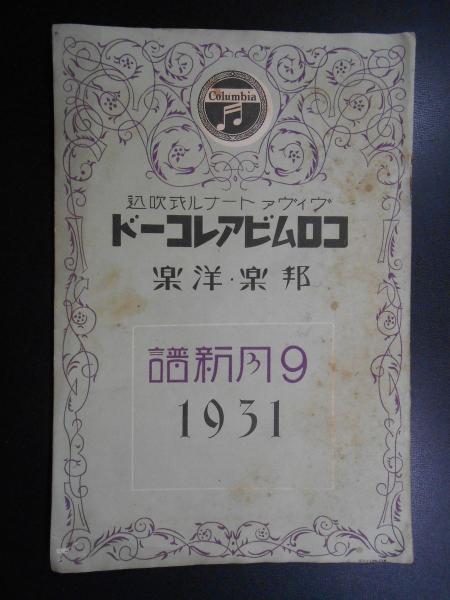 Columbia
ヴィヴァトーナル式吹込
コロムビアレコード
邦楽・洋楽
9月新譜
1931